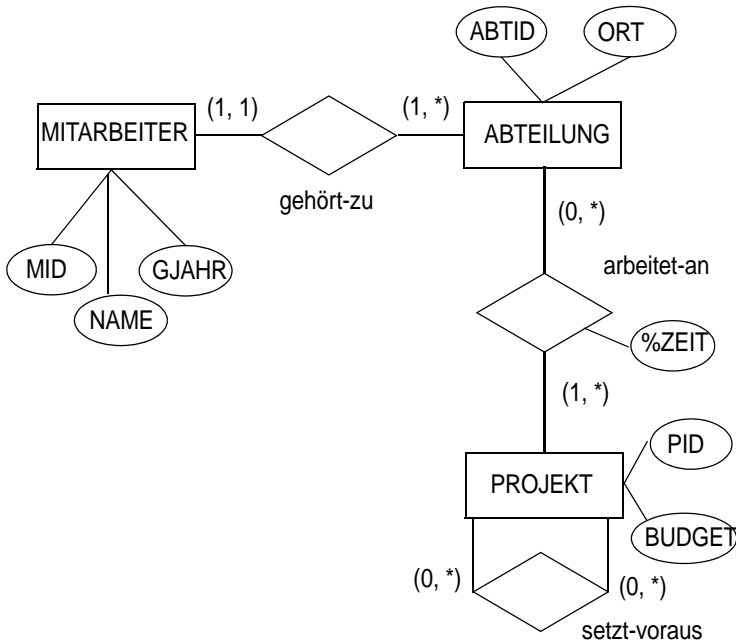 ABTID
ORT
(1, 1)
(1, *)
MITARBEITER
ABTEILUNG
gehört-zu
(0, *)
MID
GJAHR
NAME
arbeitet-an
%ZEIT
(1, *)
PID
PROJEKT
BUDGET
(0, *)
(0, *)
setzt-voraus